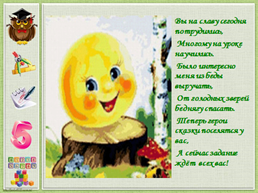 Вы на славу сегодня
потрудились,
Многому на уроке
научились.
Было интересно
меня из беды
выручать,
От голодных зверей
беднягу спасать.
Теперь герои
сказки поселятся у
вас,
А сейчас задание
ждёт всех вас!